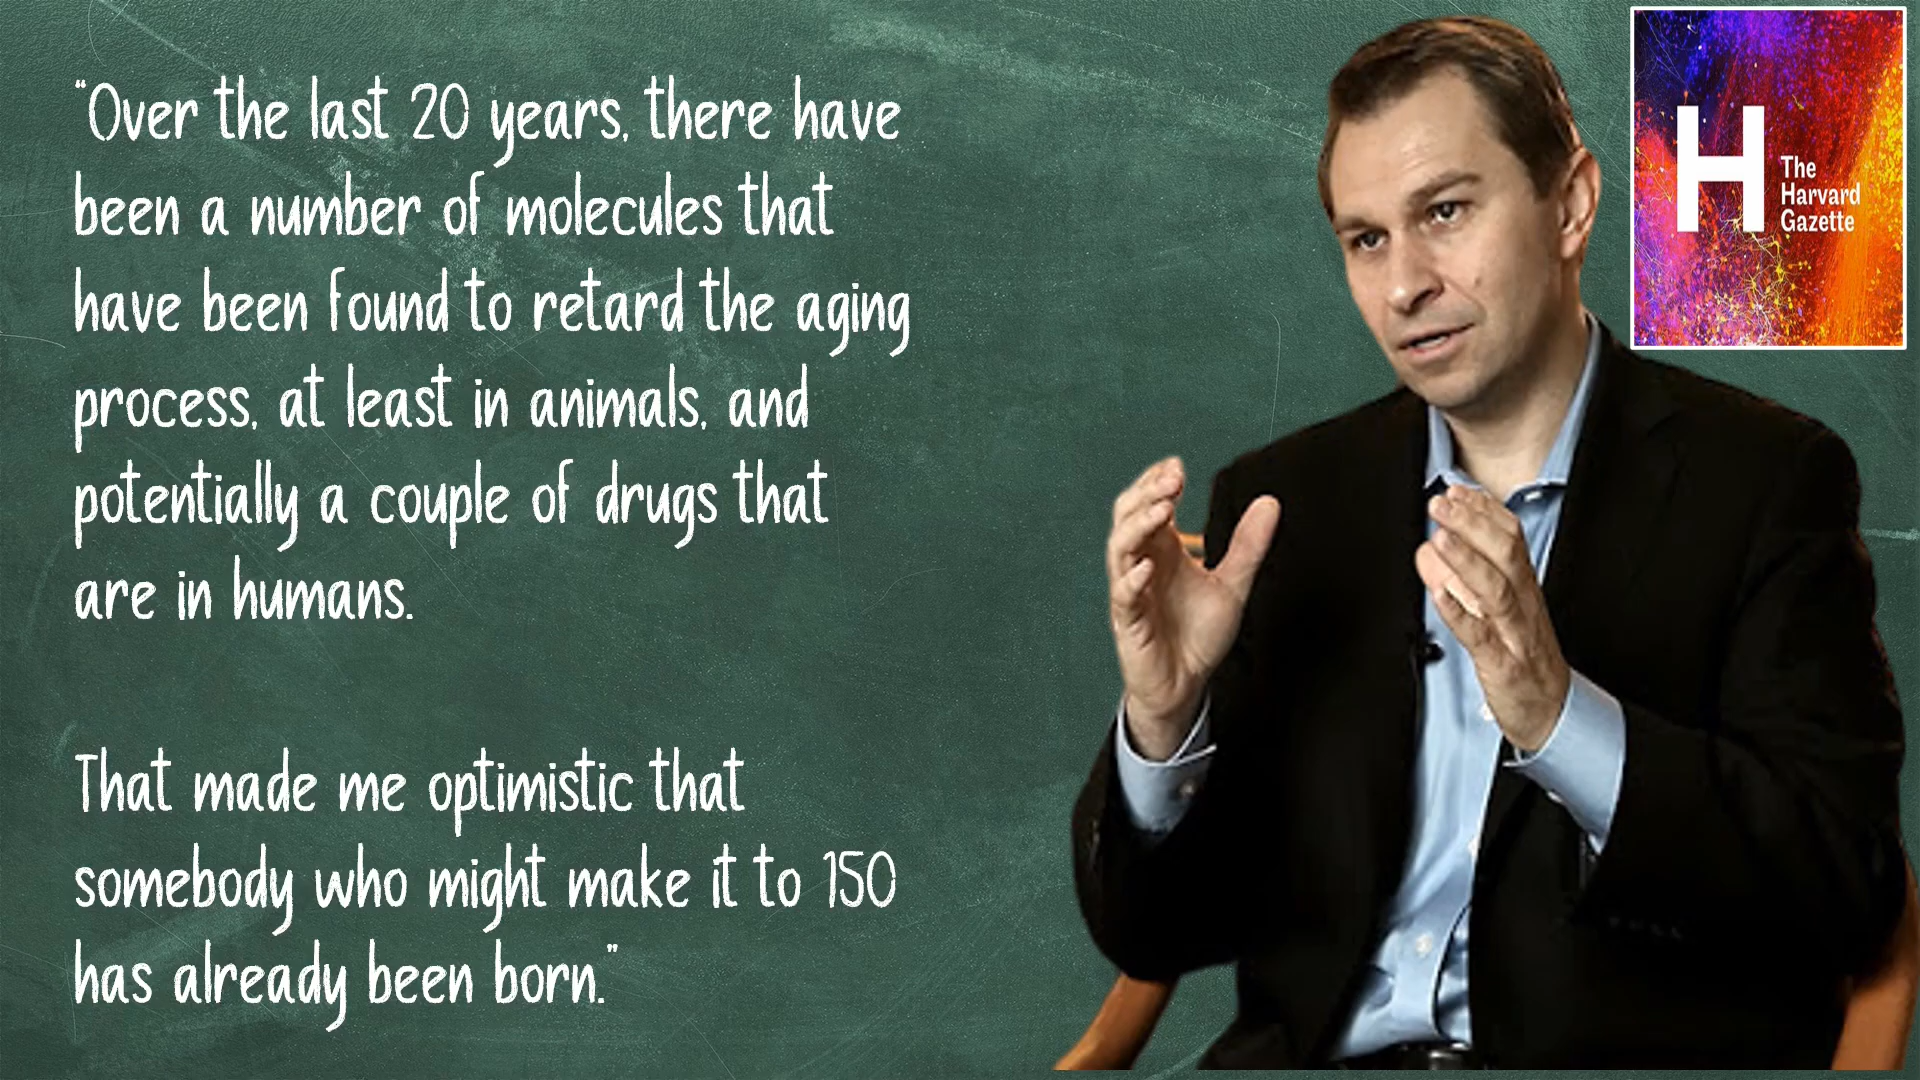 “Over the last 20 years, there have
been a number of molecules that
have been found to retard the aging
process, at least in animals, and
potentially a couple of drugs that
are in humans.
That made me optimistic that
somebody who might make it to 150
has already been born.”
H
The
Harvard
Gazette